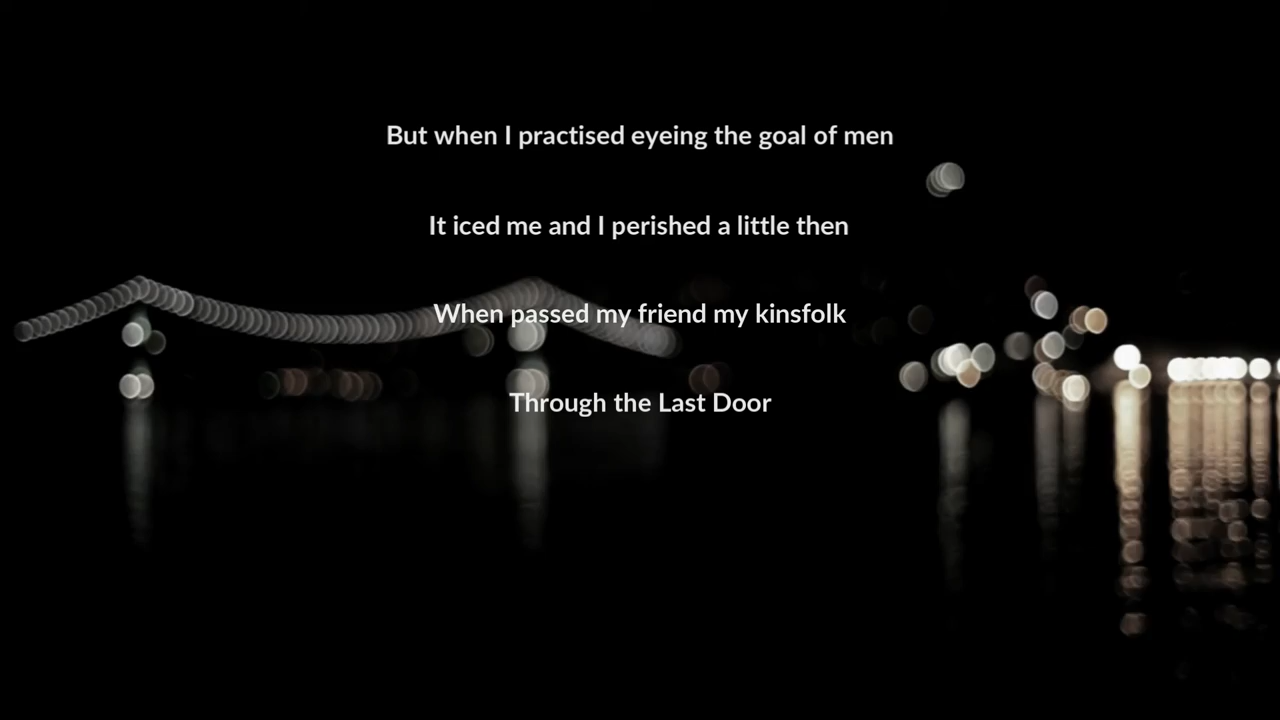 But when I practised eyeing the goal of men
It iced me and I perished a little then
When passed my friend my kinsfolk
Through the Last Door